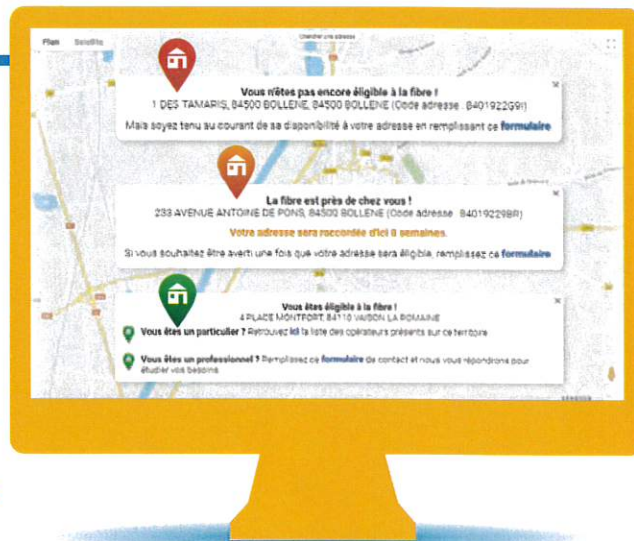 Plan Satellite
Chercher une adresse
Vous n'êtes pas encore éligible à la fibre !
1 DES TAMARIS, 84500 BOLLENE, 84500 BOLLENE (Code adresse : 8401922G9I)
Mais soyez tenu au courant de sa disponibilité à votre adresse en remplissant ce formulaire
La fibre est près de chez vous !
233 AVENUE ANTOINE DE PONS, 84500 BOLLENE (Code adresse : 84019229BR)
Votre adresse sera raccordée d'ici 8 semaines.
Si vous souhaitez être averti une fois que votre adresse sera éligible, remplissez ce formulaire
Vous êtes éligible à la fibre !
4 PLACE MONTFORT, 84110 VAISON LA ROMAINE
Vous êtes un particulier ? Retrouvez ici la liste des opérateurs présents sur ce territoire
Vous êtes un professionnel ? Remplissez ce formulaire de contact et nous vous répondrons pour
étudier vos besoins